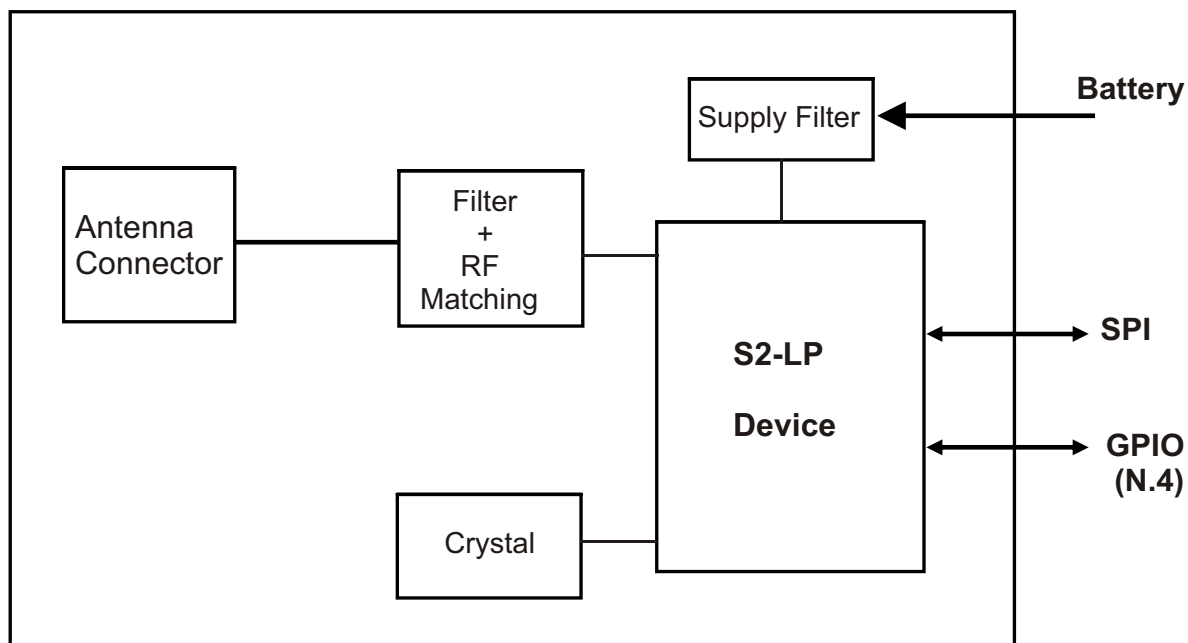 Battery
Supply Filter
Antenna
Connector
Filter
+
RF
Matching
S2-LP
Device
SPI
GPIO
(N.4)
Crystal